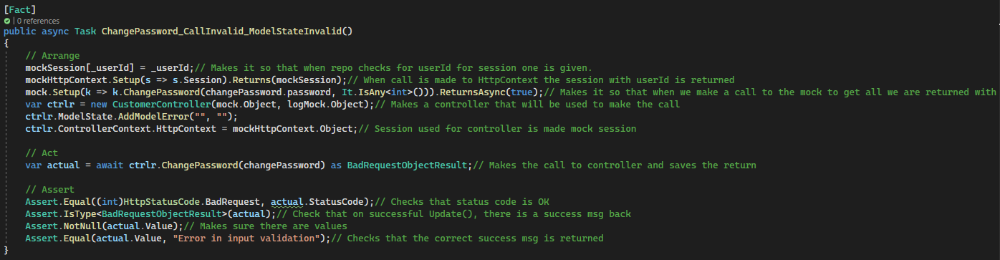 [Fact]
| 0 references
public async Task ChangePassword_CallInvalid_ModelStateInvalid()
{
// Arrange
mockSession[_userId] = _userId;// Makes it so that when repo checks for userId for session one is given.
mockHttpContext.Setup(s => s.Session).Returns(mockSession);// When call is made to HttpContext the session with userId is returned
mock.Setup(k => k.ChangePassword(changePassword.password, It.IsAny<int>())).ReturnsAsync(true);// Makes it so that when we make a call to the mock to get all we are returned with
var ctrlr = new CustomerController(mock.Object, logMock.Object);// Makes a controller that will be used to make the call
ctrlr.ModelState.AddModelError("", "");
ctrlr.ControllerContext.HttpContext = mockHttpContext.Object;// Session used for controller is made mock session
// Act
var actual = await ctrlr.ChangePassword(changePassword) as BadRequestObjectResult;// Makes the call to controller and saves the return
// Assert
Assert.Equal((int)HttpStatusCode.BadRequest, actual.StatusCode);// Checks that status code is OK
Assert.IsType<BadRequestObjectResult>(actual);// Check that on successful Update(), there is a success msg back
Assert.NotNull(actual.Value);// Makes sure there are values
Assert.Equal(actual.Value, "Error in input validation");// Checks that the correct success msg is returned
}